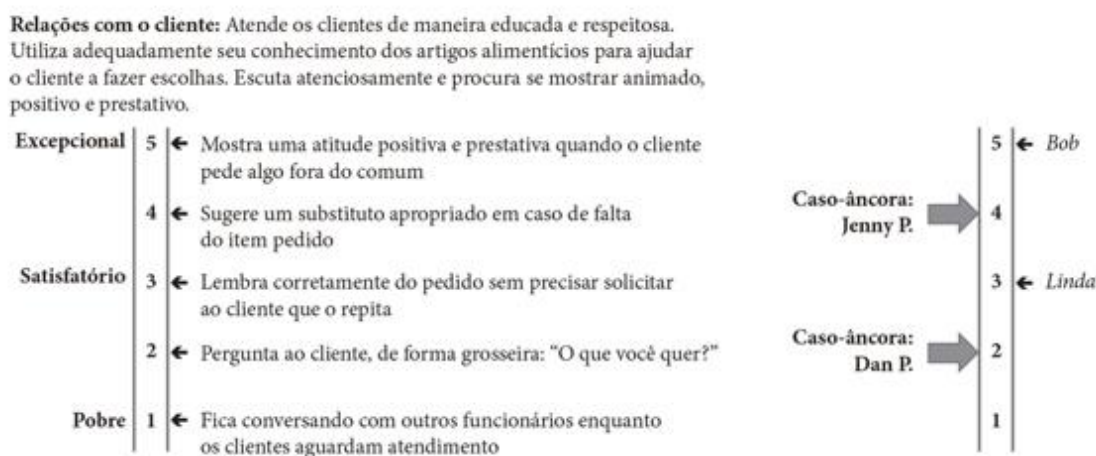 Relações com o cliente: Atende os clientes de maneira educada e respeitosa.
Utiliza adequadamente seu conhecimento dos artigos alimentícios para ajudar
o cliente a fazer escolhas. Escuta atenciosamente e procura se mostrar animado,
positivo e prestativo.
Excepcional 5 ← Mostra uma atitude positiva e prestativa quando o cliente
pede algo fora do comum
4 ← Sugere um substituto apropriado em caso de falta
do item pedido
Satisfatório 3 ← Lembra corretamente do pedido sem precisar solicitar
ao cliente que o repita
2 ← Pergunta ao cliente, de forma grosseira: “O que você quer?”
Pobre 1 ← Fica conversando com outros funcionários enquanto
os clientes aguardam atendimento
5 ← Bob
Caso-âncora:
Jenny P.
4
3 ← Linda
Caso-âncora:
Dan P.
2
1